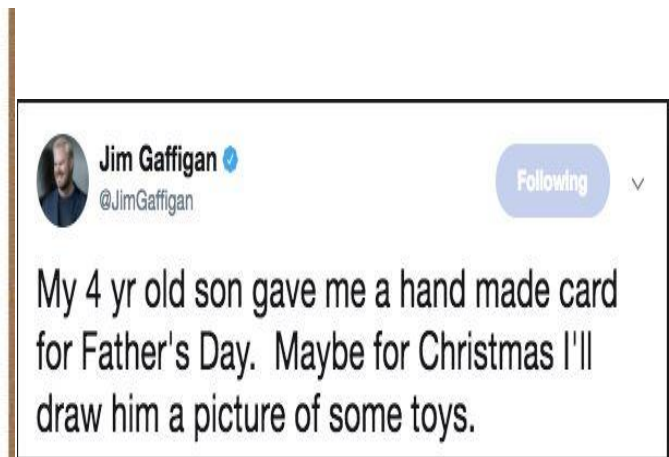 Jim Gaffigan
@JimGaffigan
Following
My 4 yr old son gave me a hand made card
for Father's Day.  Maybe for Christmas I'll
draw him a picture of some toys.